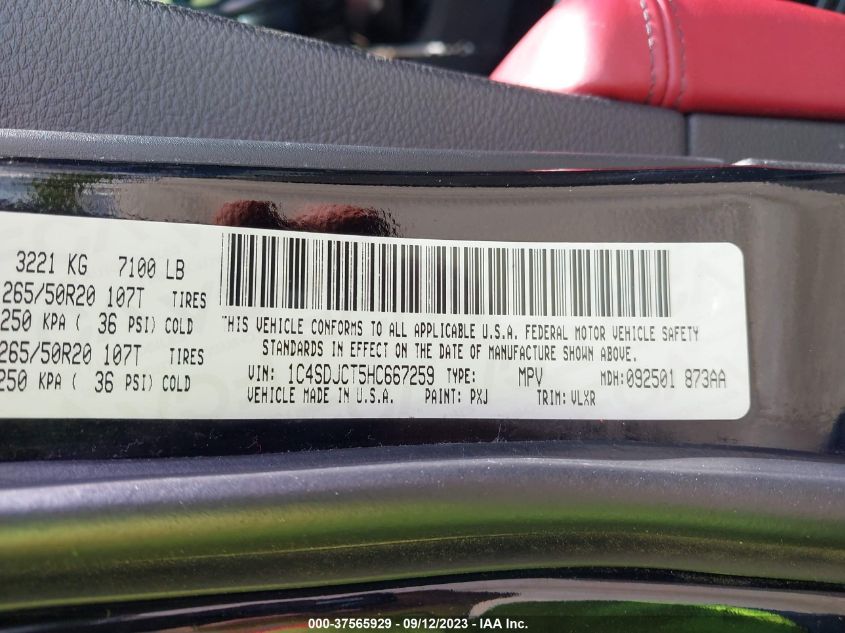 3221 KG 7100 LB
265/50R20 107T TIRES
250 KPA ( 36 PSI) COLD
265/50R20 107T TIRES
250 KPA ( 36 PSI) COLD
THIS VEHICLE CONFORMS TO ALL APPLICABLE U.S.A. FEDERAL MOTOR VEHICLE SAFETY
STANDARDS IN EFFECT ON THE DATE OF MANUFACTURE SHOWN ABOVE.
VIN: 1C4SDJCT5HC667259 TYPE: MPV MDH:092501 873AA
VEHICLE MADE IN U.S.A. PAINT: PXJ TRIM: VLXR
000-37565929 - 09/12/2023 - IAA Inc.